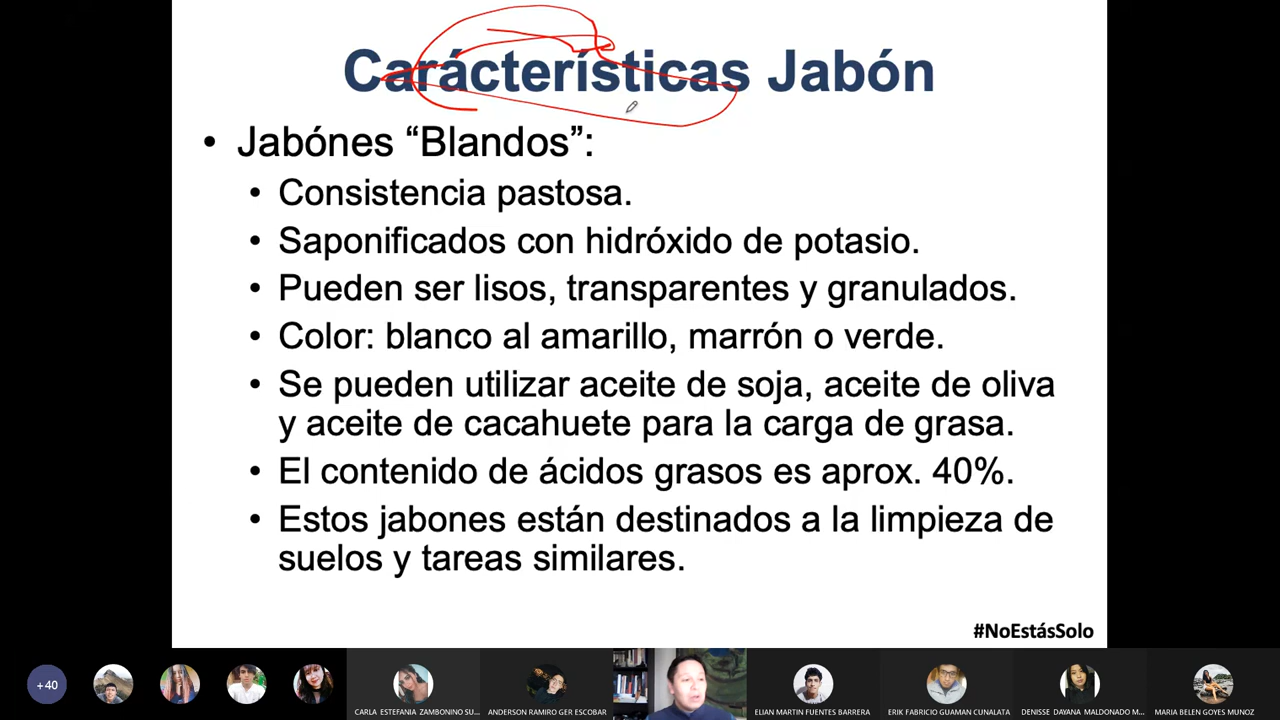 Carácterísticas Jabón
• Jabónes “Blandos”:
• Consistencia pastosa.
• Saponificados con hidróxido de potasio.
• Pueden ser lisos, transparentes y granulados.
• Color: blanco al amarillo, marrón o verde.
• Se pueden utilizar aceite de soja, aceite de oliva
y aceite de cacahuete para la carga de grasa.
• El contenido de ácidos grasos es aprox. 40%.
• Estos jabones están destinados a la limpieza de
suelos y tareas similares.
#NoEstásSolo
+40
CARLA ESTEFANIA ZAMBONINO SU...
ANDERSON RAMIRO GER ESCOBAR
ELIAN MARTIN FUENTES BARRERA
ERIK FABRICIO GUAMAN CUNALATA
DENISSE DAYANA MALDONADO M...
MARIA BELEN GOYES MUNOZ